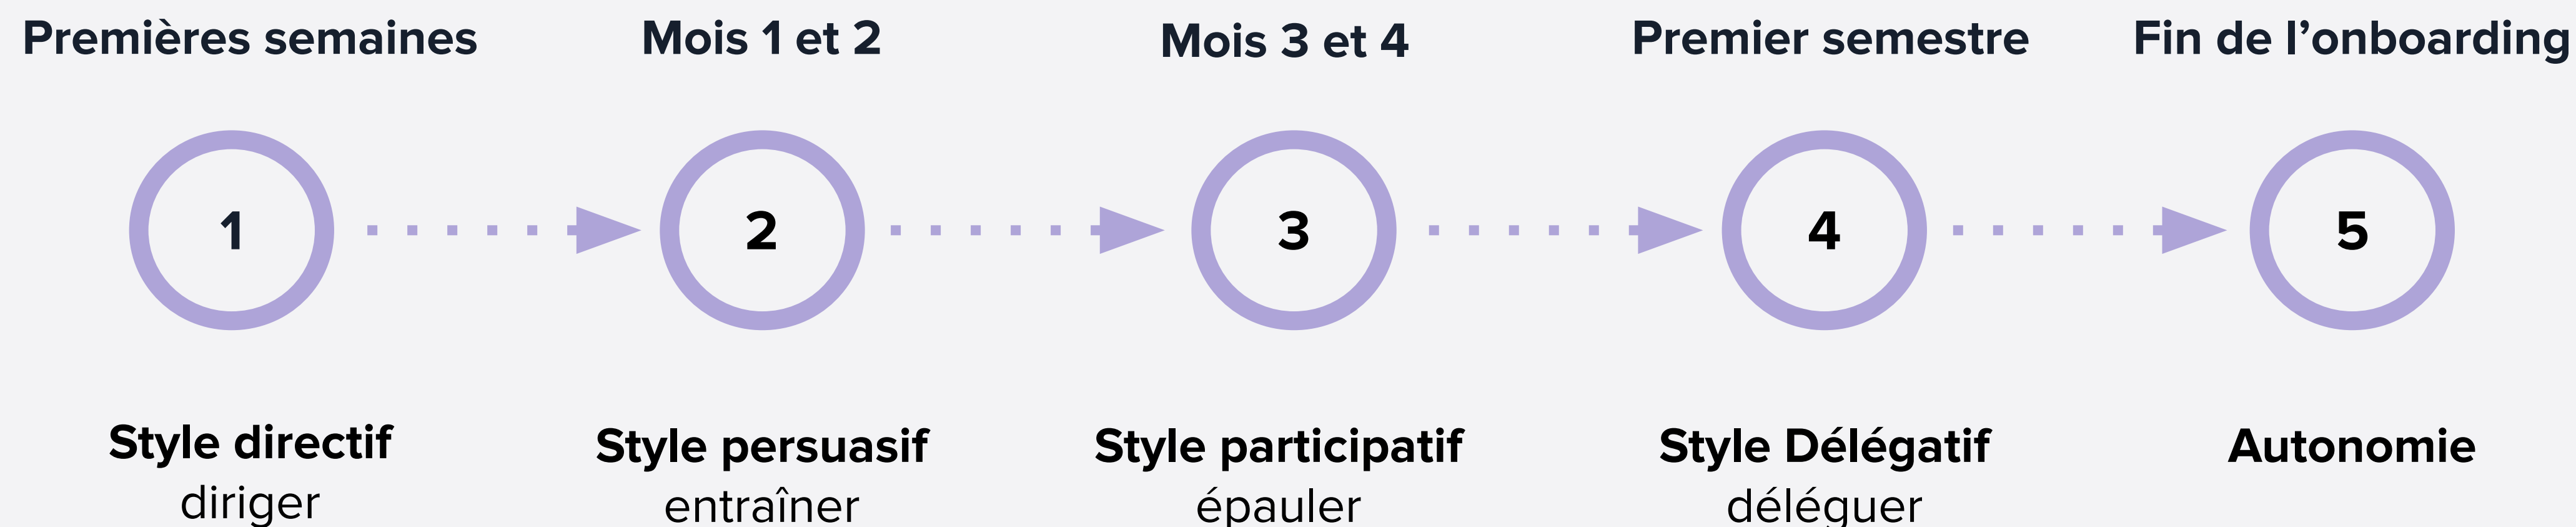 Premières semaines
Mois 1 et 2
Mois 3 et 4
Premier semestre
Fin de l’onboarding
1
2
3
4
5
Style directif
diriger
Style persuasif
entraîner
Style participatif
épauler
Style Délégatif
déléguer
Autonomie